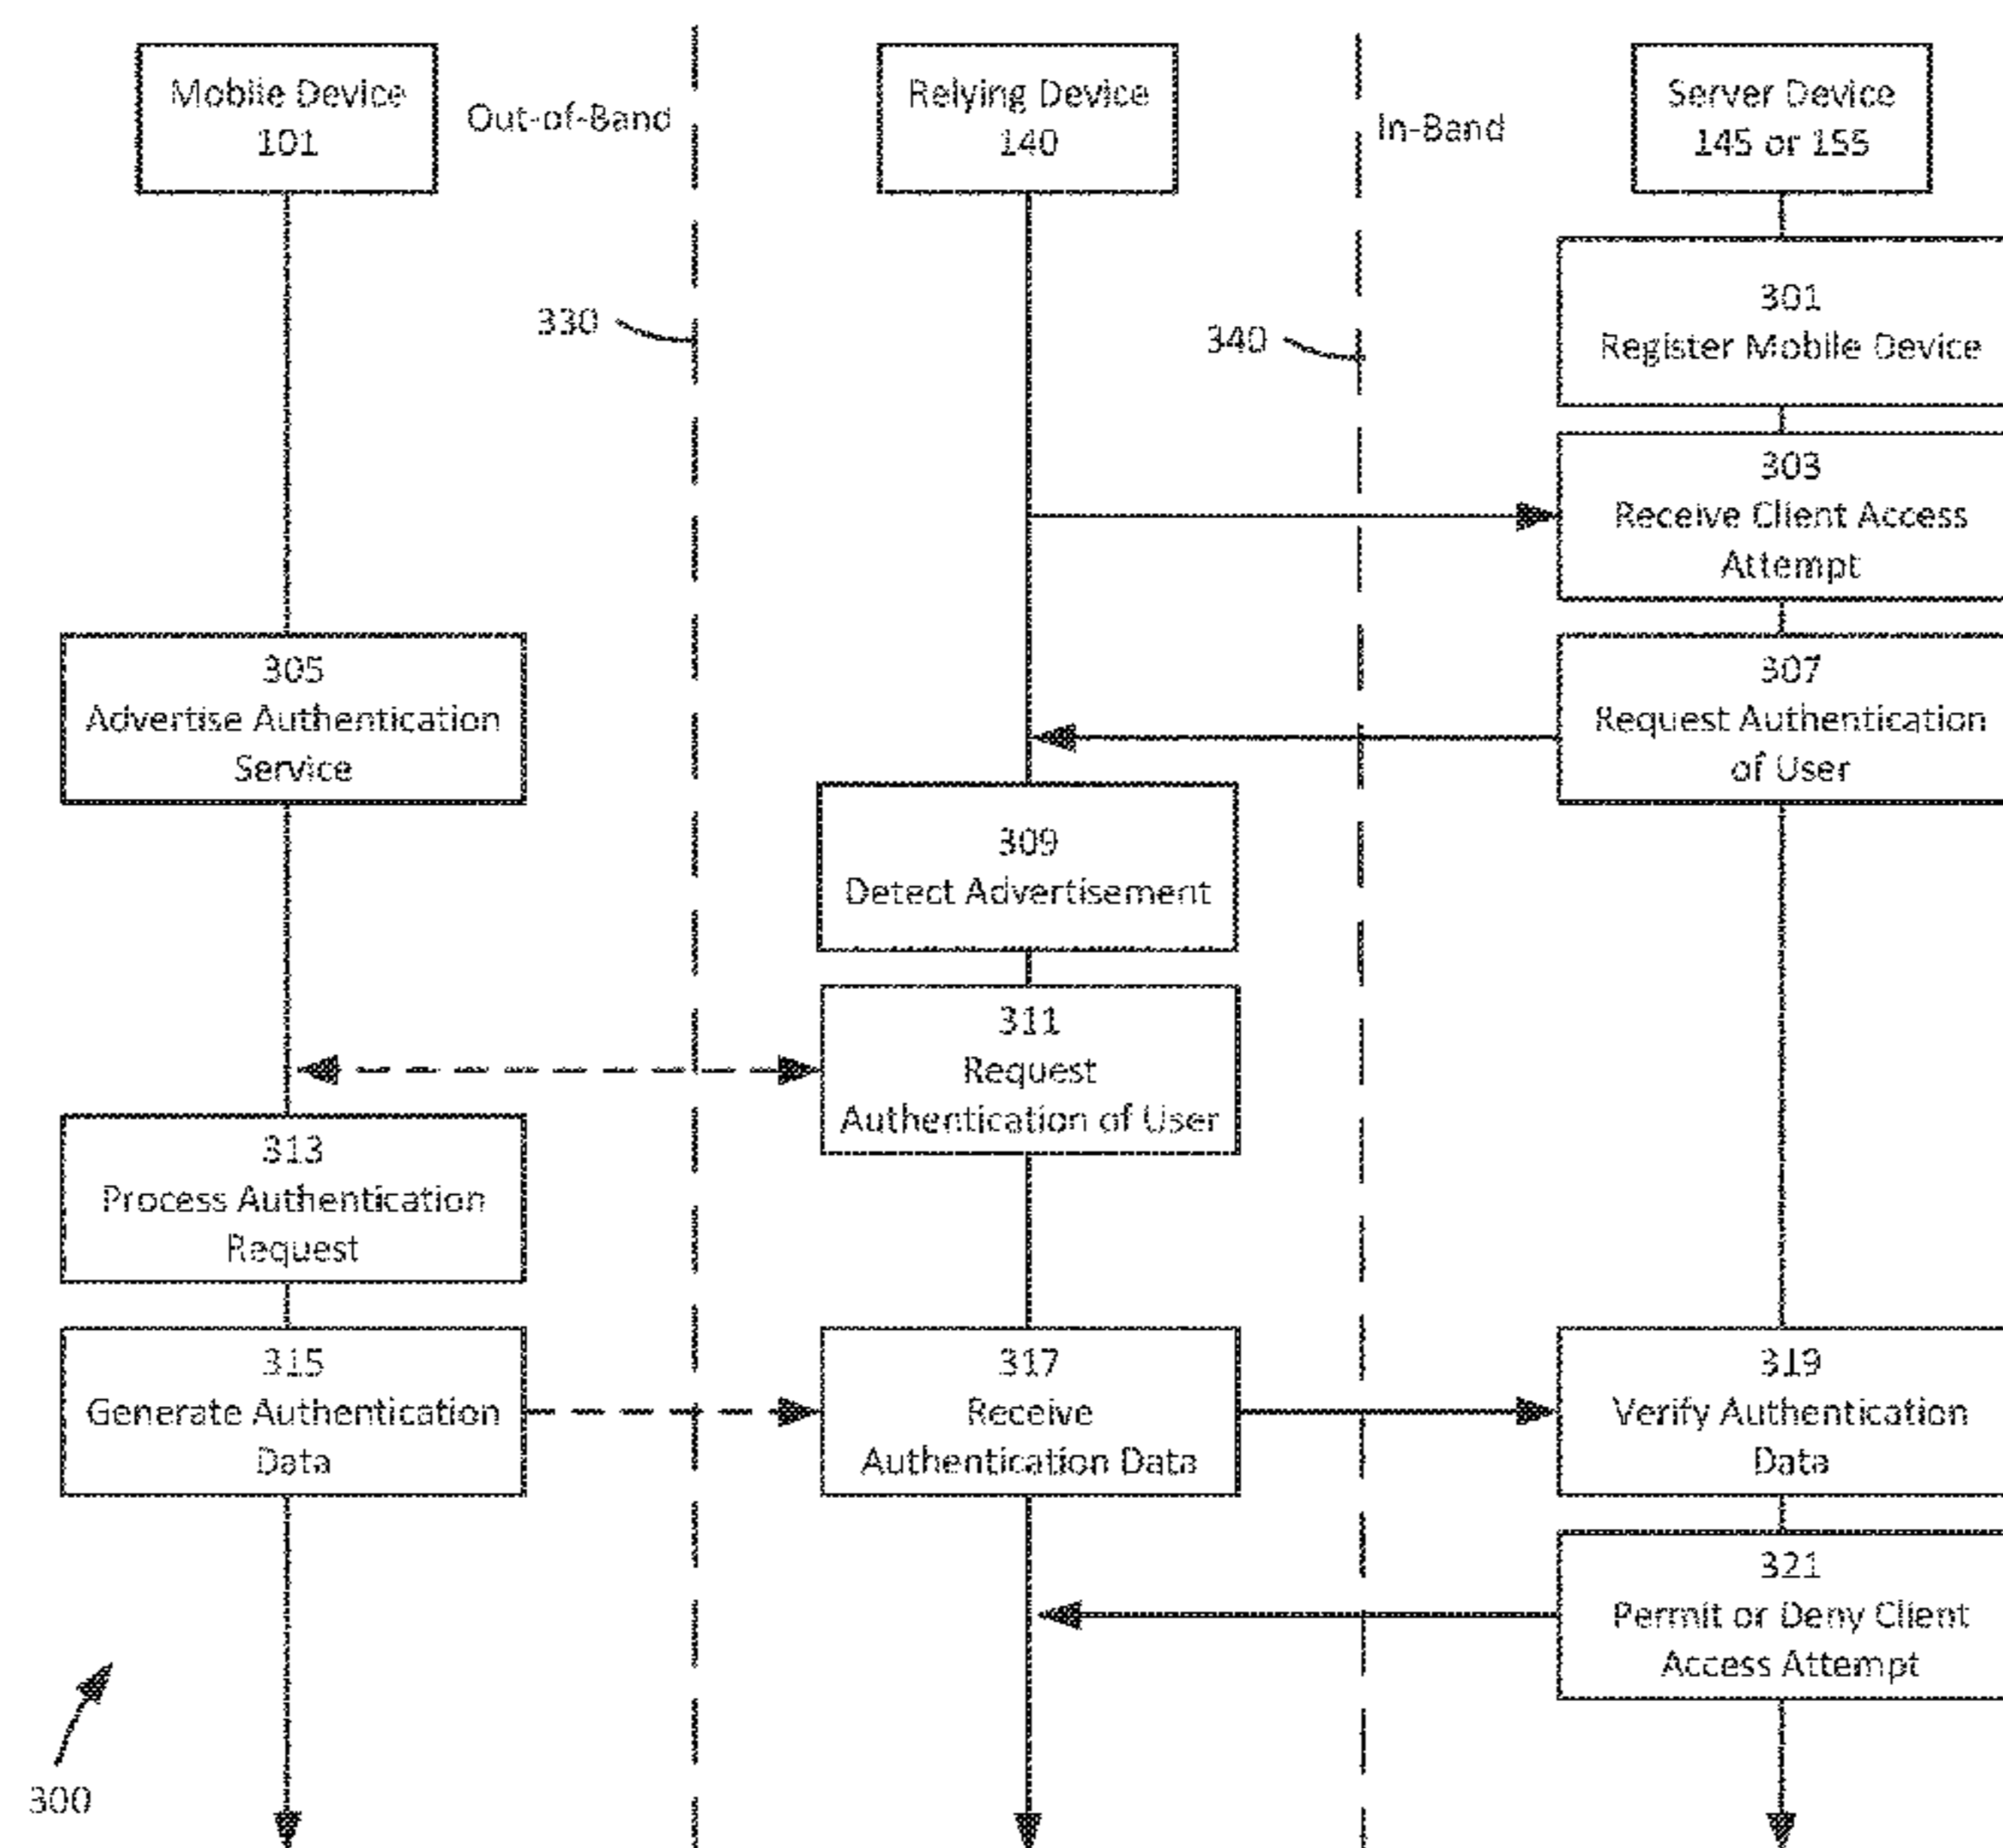 Mobile Device
101
Out-of-Band
Relying Device
140
In-Band
Server Device
145 or 155
330
340
301
Register Mobile Device
303
Receive Client Access
Attempt
305
Advertise Authentication
Service
307
Request Authentication
of User
309
Detect Advertisement
311
Request
Authentication of User
313
Process Authentication
Request
315
Generate Authentication
Data
317
Receive
Authentication Data
319
Verify Authentication
Data
321
Permit or Deny Client
Access Attempt
300